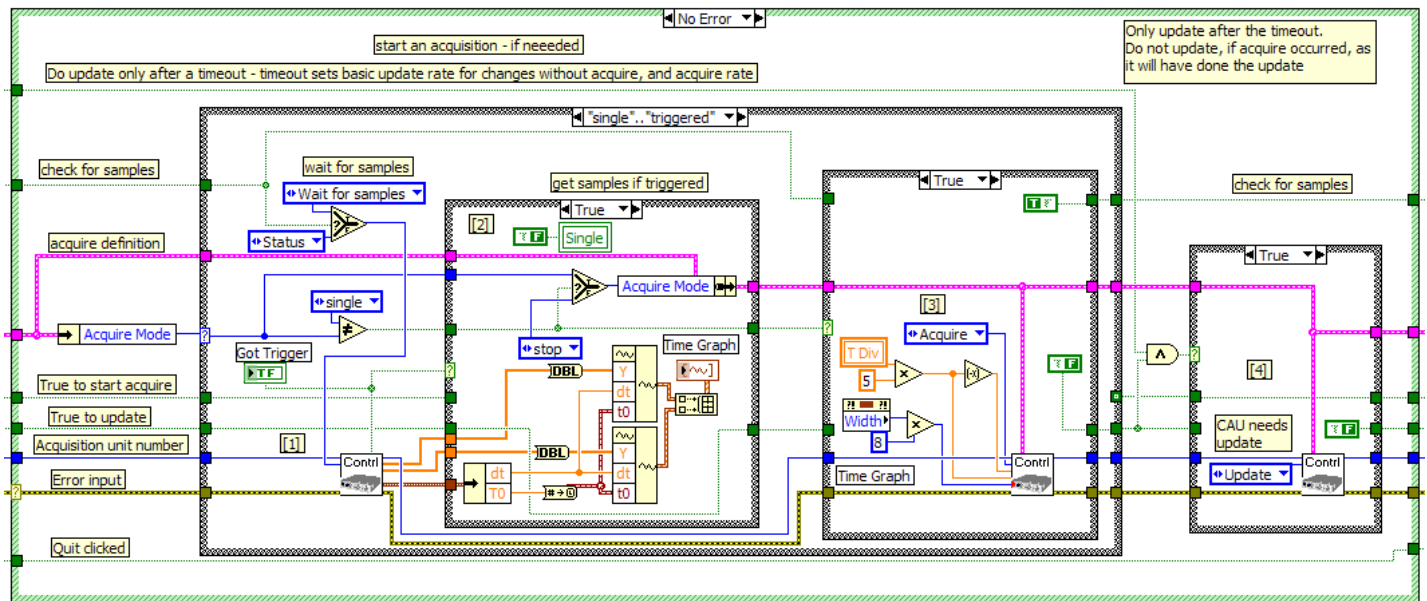 No Error
start an acquisition - if neeeded
Only update after the timeout.
Do not update, if acquire occurred, as
it will have done the update
Do update only after a timeout - timeout sets basic update rate for changes without acquire, and acquire rate
"single".."triggered"
check for samples
wait for samples
Wait for samples
get samples if triggered
True
True
check for samples
[2]
F
Single
T
Status
T
F
acquire definition
True
Acquire Mode
?
single
[3]
Acquire
Acquire Mode
?
≠
stop
Time Graph
T Div
Got Trigger
TF
?
x
(-x)
F
∧
?
5
[4]
True to start acquire
DBL
Y
dt
t0
?! ?!
Width
x
8
True to update
CAU needs
update
F
Acquisition unit number
[1]
DBL
Y
dt
t0
Contrl
Contrl
Update
Contrl
Error input
?
dt
T0
#
Time Graph
Quit clicked